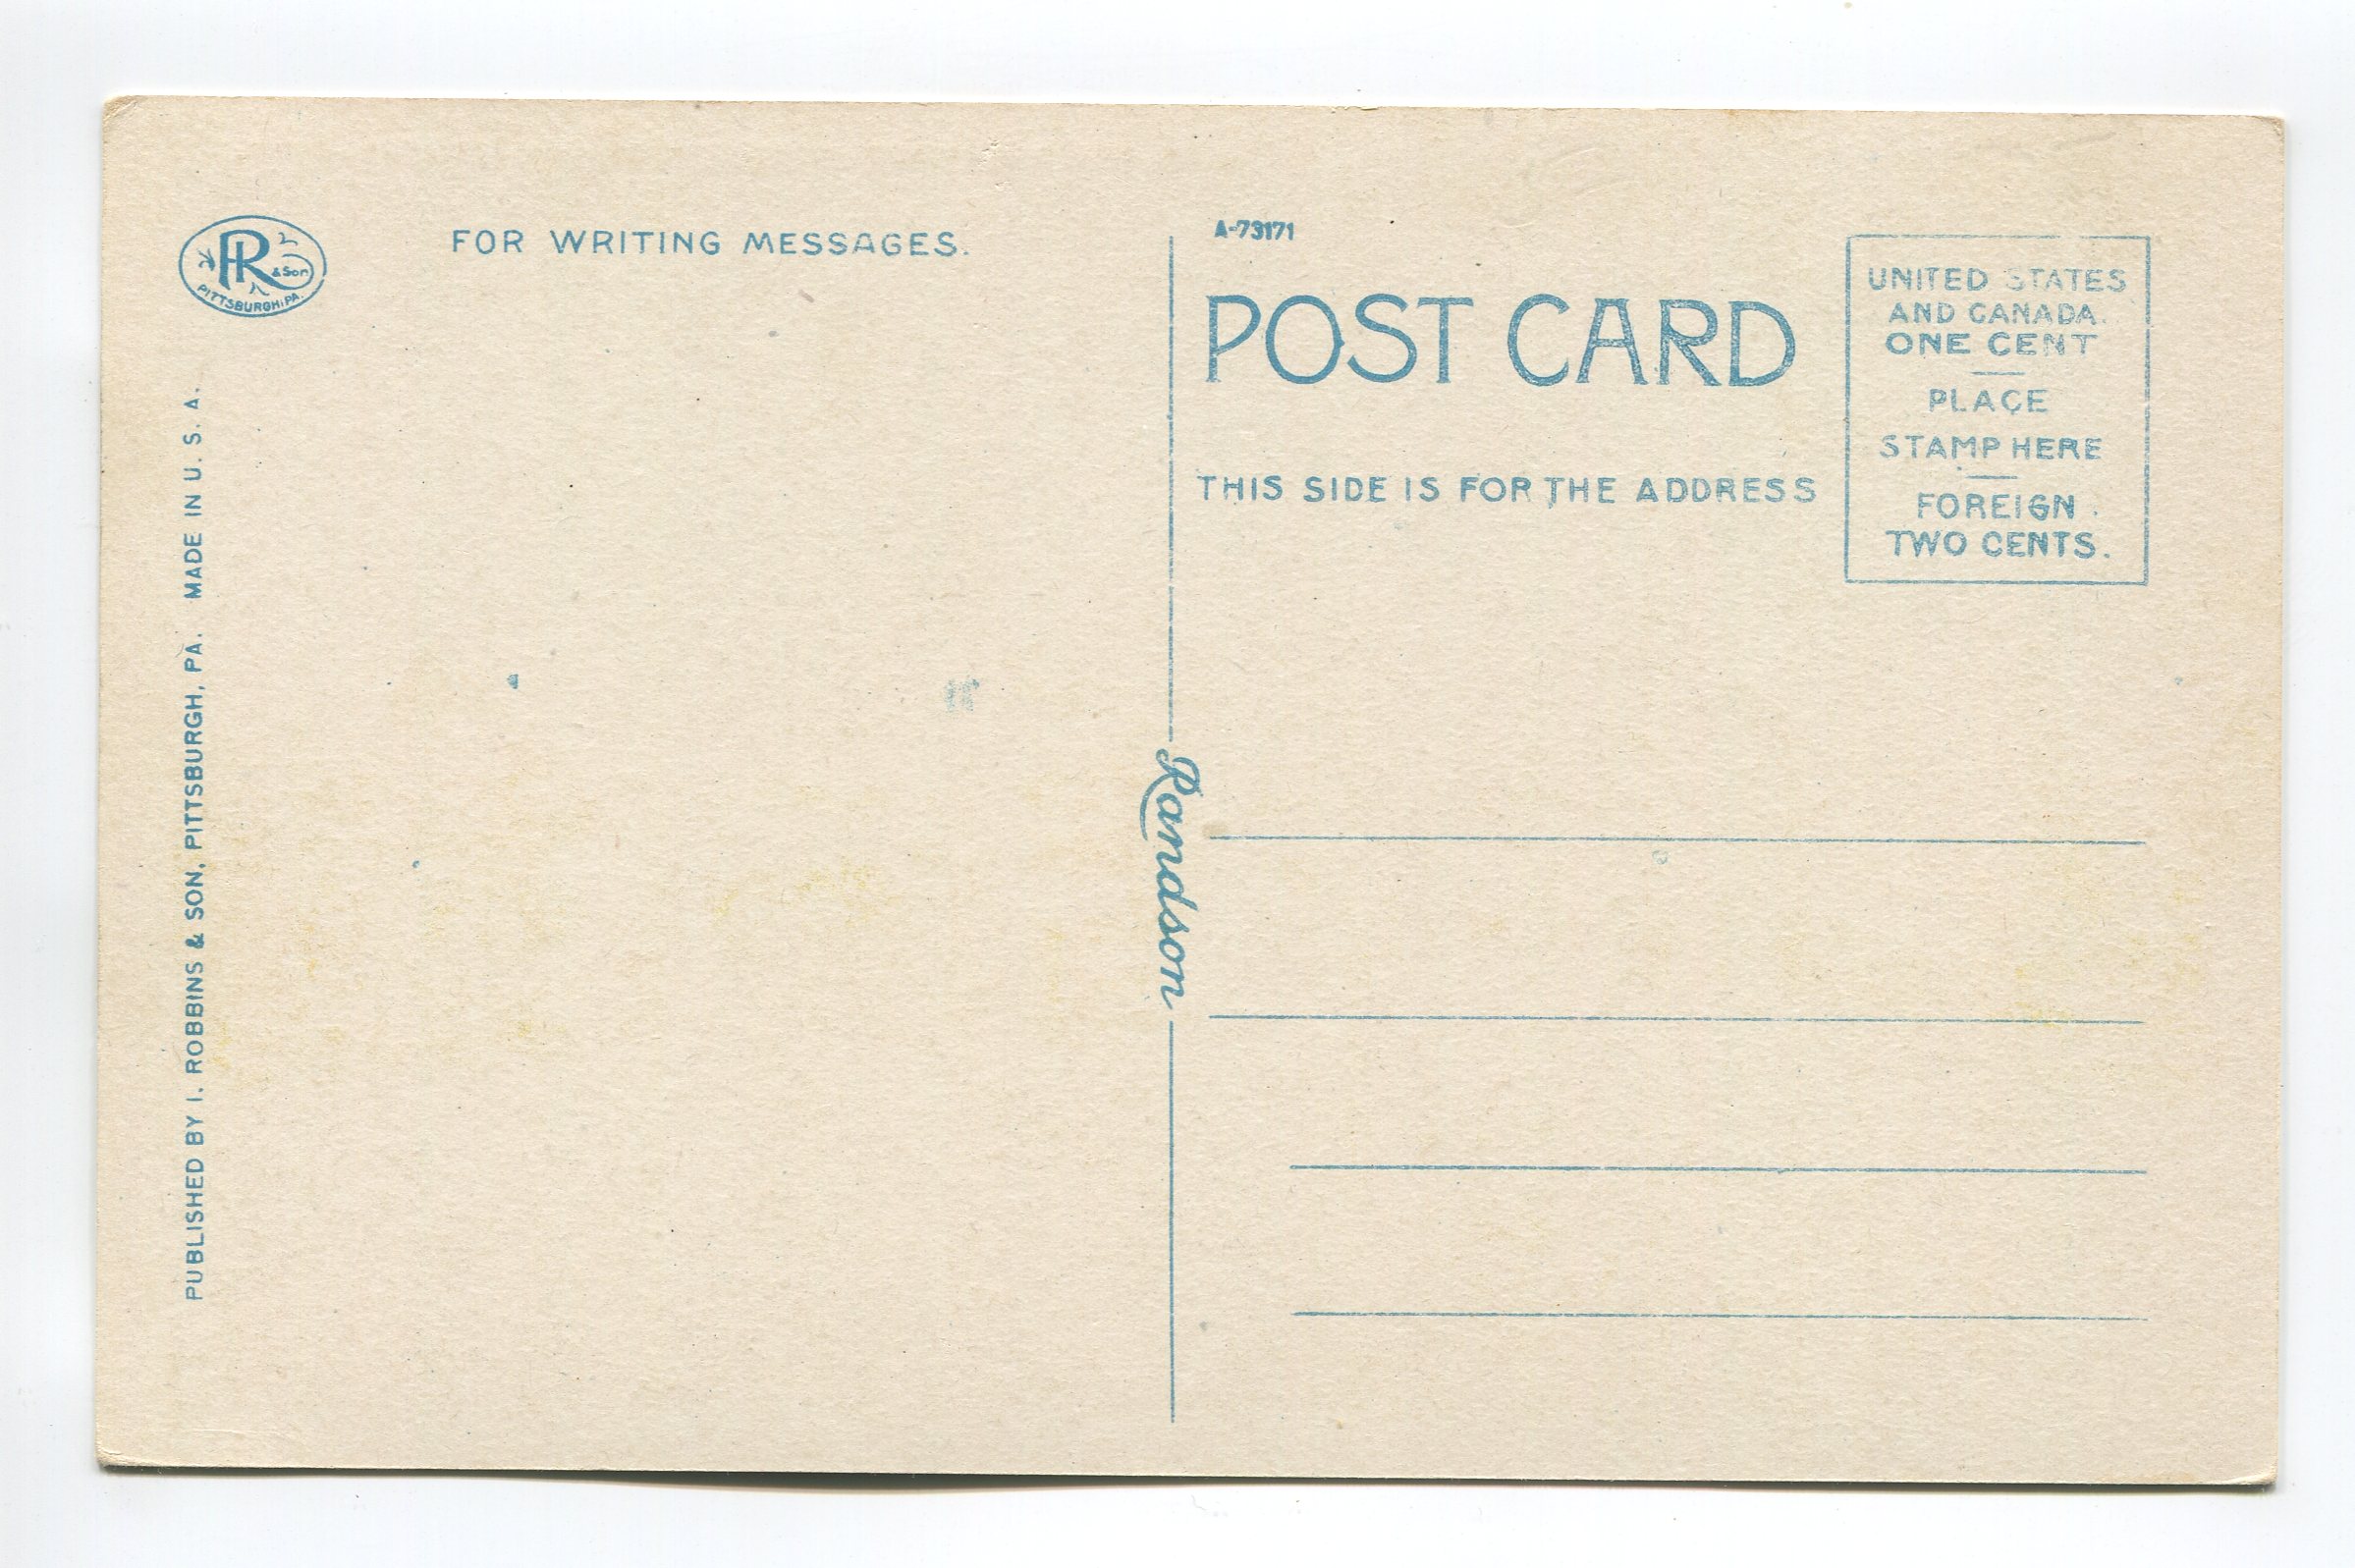 FOR WRITING MESSAGES.
R & Son
PITTSBURGH, PA.
PUBLISHED BY I. ROBBINS & SON, PITTSBURGH, PA. MADE IN U. S. A.
Randson
A-73171
POST CARD
THIS SIDE IS FOR THE ADDRESS
UNITED STATES
AND CANADA
ONE CENT
PLACE
STAMP HERE
FOREIGN
TWO CENTS.